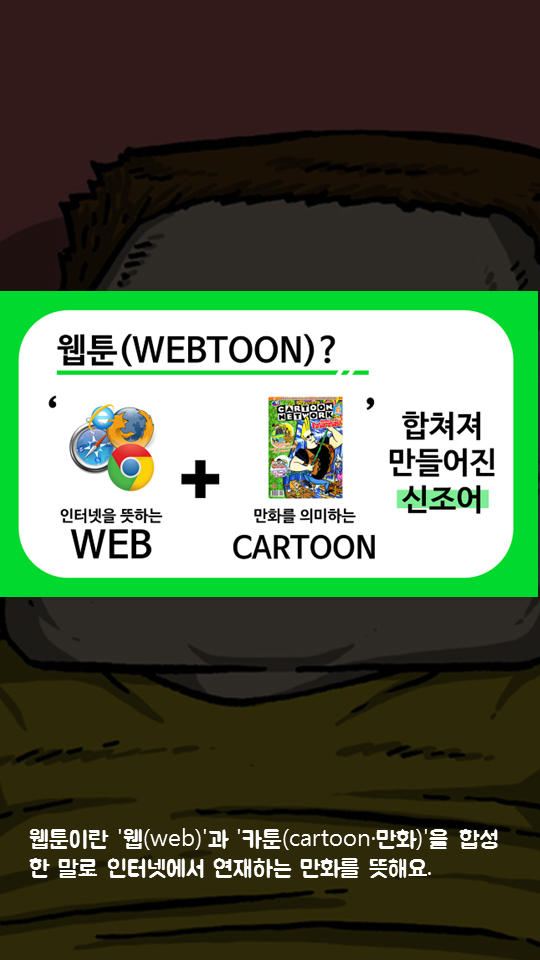 웹툰(WEBTOON)?
‘
’
CARTOON
NETWORK
합쳐져
만들어진
신조어
+
인터넷을 뜻하는
WEB
만화를 의미하는
CARTOON
웹툰이란 '웹(web)'과 '카툰(cartoon·만화)'을 합성
한 말로 인터넷에서 연재하는 만화를 뜻해요.